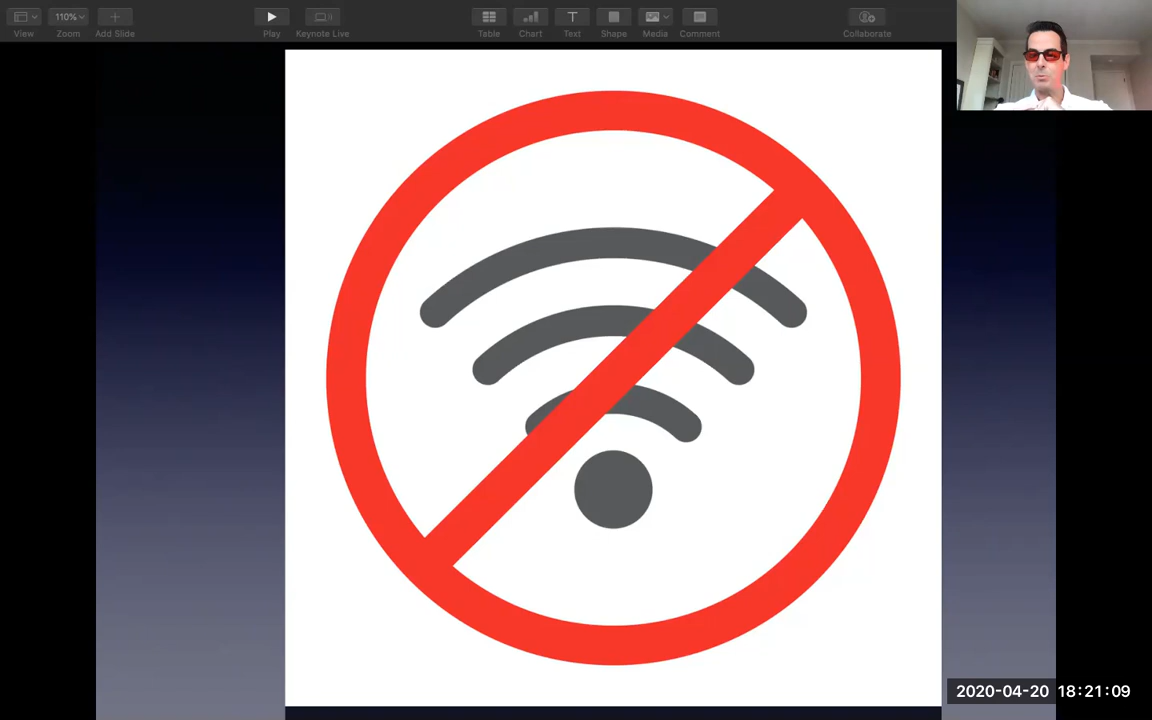 110%
View
Zoom
Add Slide
Play
Keynote Live
Table
Chart
Text
Shape
Media
Comment
Collaborate
2020-04-20 18:21:09